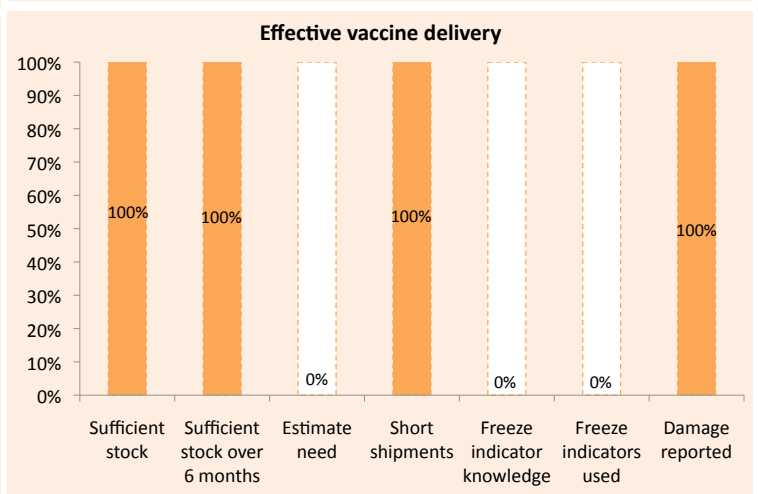 Effective vaccine delivery
100%
90%
80%
70%
60%
50%
40%
30%
20%
10%
0%
100%
100%
0%
100%
0%
0%
100%
Sufficient
stock
Sufficient
stock over
6 months
Estimate
need
Short
shipments
Freeze
indicator
knowledge
Freeze
indicators
used
Damage
reported